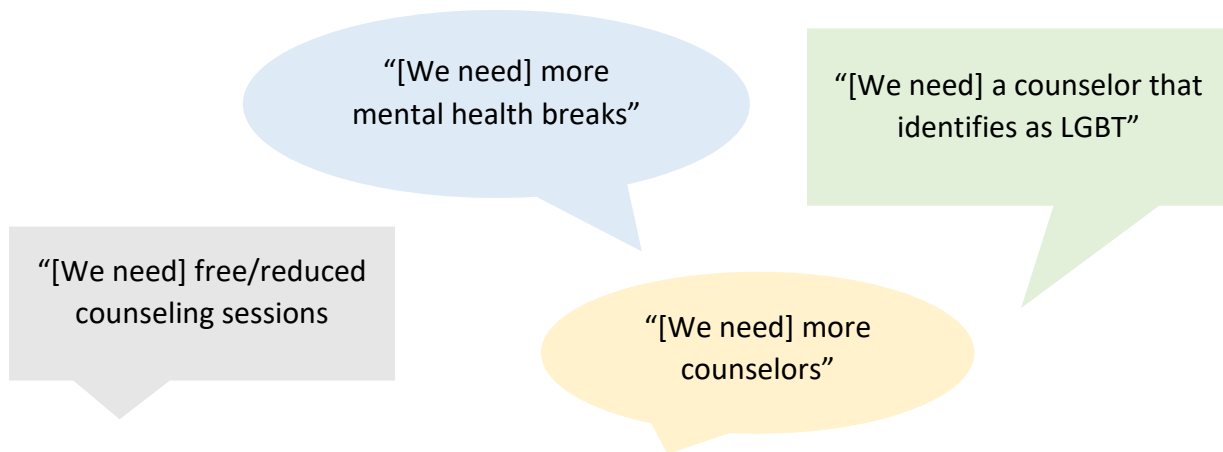 “[We need] more
mental health breaks”
“[We need] a counselor that
identifies as LGBT”
“[We need] free/reduced
counseling sessions
“[We need] more
counselors”